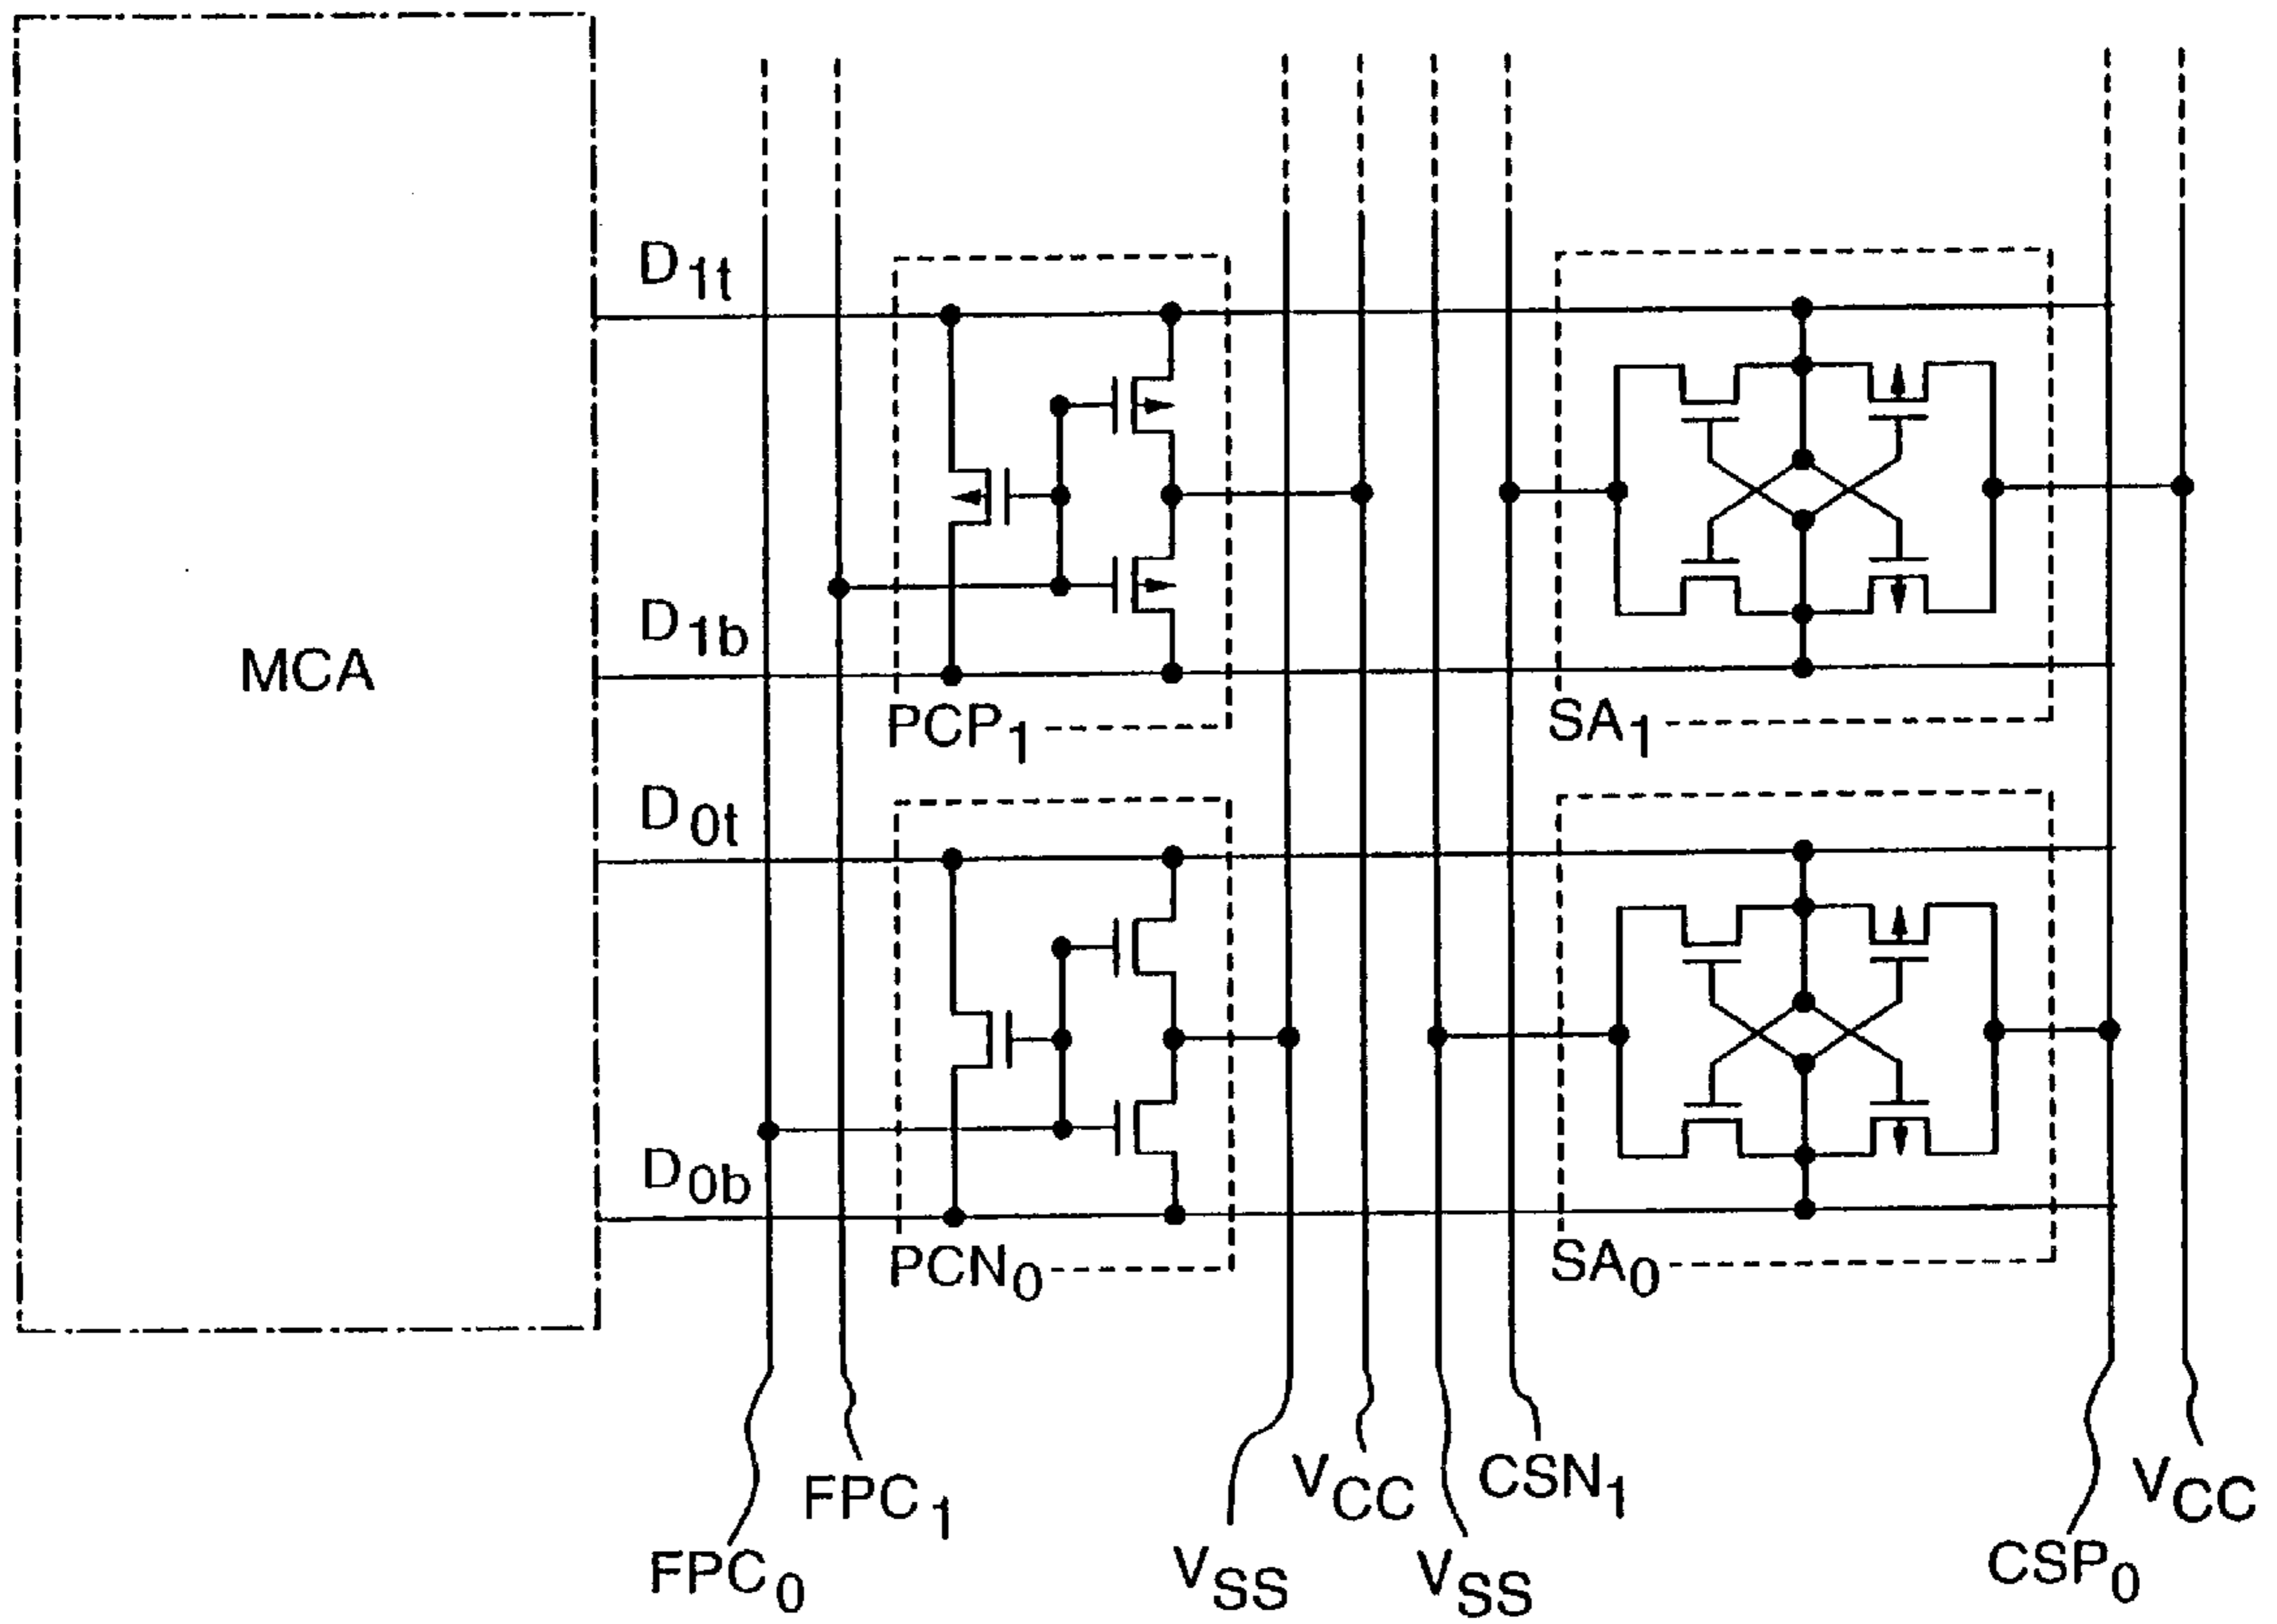 D1t
D1b
MCA
PCP1
SA1
D0t
D0b
PCN0
SA0
FPC0
FPC1
VSS
VCC
VSS
CSN1
CSP0
VCC